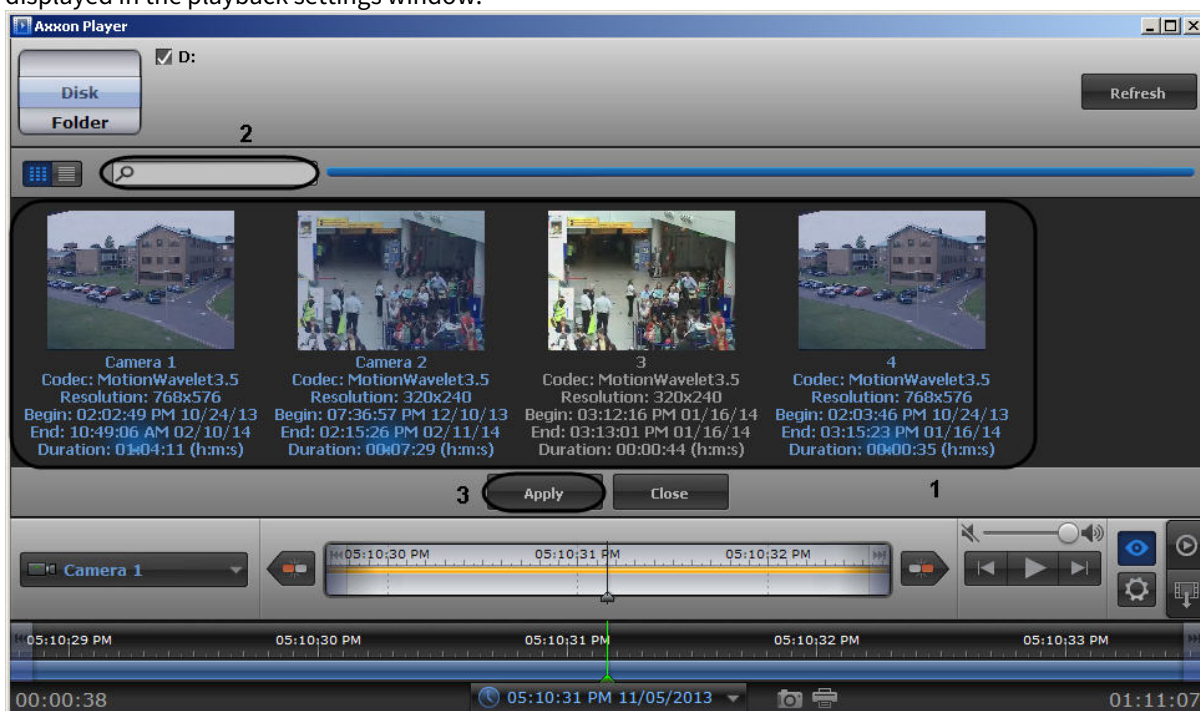 displayed in the playback settings window.
Axxon Player
D:
Disk
Folder
Refresh
2
Camera 1
Codec: MotionWavelet3.5
Resolution: 768x576
Begin: 02:02:49 PM 10/24/13
End: 10:49:06 AM 02/10/14
Duration: 01:04:11 (h:m:s)
Camera 2
Codec: MotionWavelet3.5
Resolution: 320x240
Begin: 07:36:57 PM 12/10/13
End: 02:15:26 PM 02/11/14
Duration: 00:07:29 (h:m:s)
3
Codec: MotionWavelet3.5
Resolution: 320x240
Begin: 03:12:16 PM 01/16/14
End: 03:13:01 PM 01/16/14
Duration: 00:00:44 (h:m:s)
4
Codec: MotionWavelet3.5
Resolution: 768x576
Begin: 02:03:46 PM 10/24/13
End: 03:15:23 PM 01/16/14
Duration: 00:00:35 (h:m:s)
3
Apply
Close
1
Camera 1
05:10:30 PM
05:10:31 PM
05:10:32 PM
05:10:29 PM
05:10:30 PM
05:10:31 PM
05:10:32 PM
05:10:33 PM
00:00:38
05:10:31 PM 11/05/2013
01:11:07